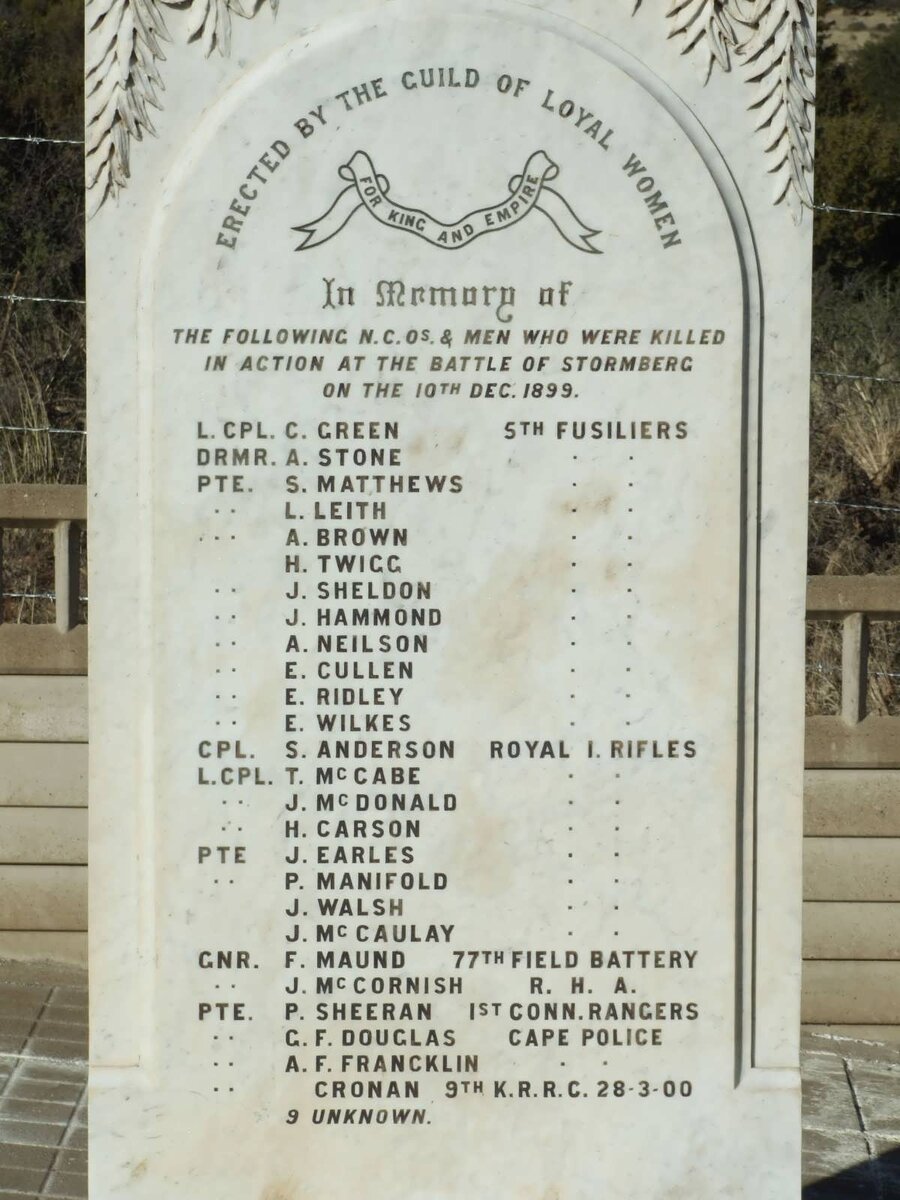 ERECTED BY THE GUILD OF LOYAL WOMEN
FOR KING AND EMPIRE
In Memory of
THE FOLLOWING N.C.Os. & MEN WHO WERE KILLED
IN ACTION AT THE BATTLE OF STORMBERG
ON THE 10TH DEC. 1899.
L. CPL. C. GREEN 5TH FUSILIERS
DRMR. A. STONE · ·
PTE. S. MATTHEWS · ·
·· L. LEITH · ·
··· A. BROWN · ·
H. TWIGG · ·
·· J. SHELDON · ·
·· J. HAMMOND · ·
·· A. NEILSON · ·
·· E. CULLEN · ·
·· E. RIDLEY · ·
·· E. WILKES · ·
CPL. S. ANDERSON ROYAL I. RIFLES
L.CPL. T. McCABE · ·
·· J. McDONALD · ·
·· H. CARSON · ·
PTE J. EARLES · ·
·· P. MANIFOLD · ·
J. WALSH · ·
J. McCAULAY · ·
GNR. F. MAUND 77TH FIELD BATTERY
·· J. McCORNISH R. H. A.
PTE. P. SHEERAN 1ST CONN. RANGERS
·· G. F. DOUGLAS CAPE POLICE
·· A. F. FRANCKLIN · ·
·· CRONAN 9TH K.R.R.C. 28-3-00
9 UNKNOWN.